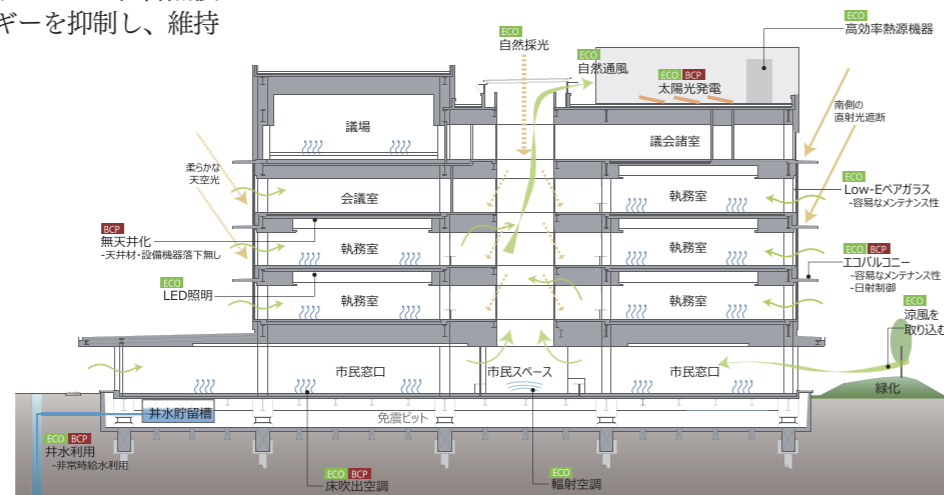 ギーを抑制し、維持
ECO
自然採光
ECO
自然通風
ECO BCP
太陽光発電
ECO
高効率熱源機器
南側の
直射光遮断
議場
議会諸室
柔らかな
天空光
会議室
執務室
ECO
Low-Eペアガラス
-容易なメンテナンス性
BCP
無天井化
-天井材・設備機器落下無し
執務室
執務室
ECO BCP
エコバルコニー
-容易なメンテナンス性
-日射制御
ECO
LED照明
執務室
執務室
ECO
涼風を
取り込む
市民窓口
市民スペース
市民窓口
緑化
井水貯留槽
免震ピット
ECO BCP
井水利用
-非常時給水利用
ECO BCP
床吹出空調
ECO
輻射空調